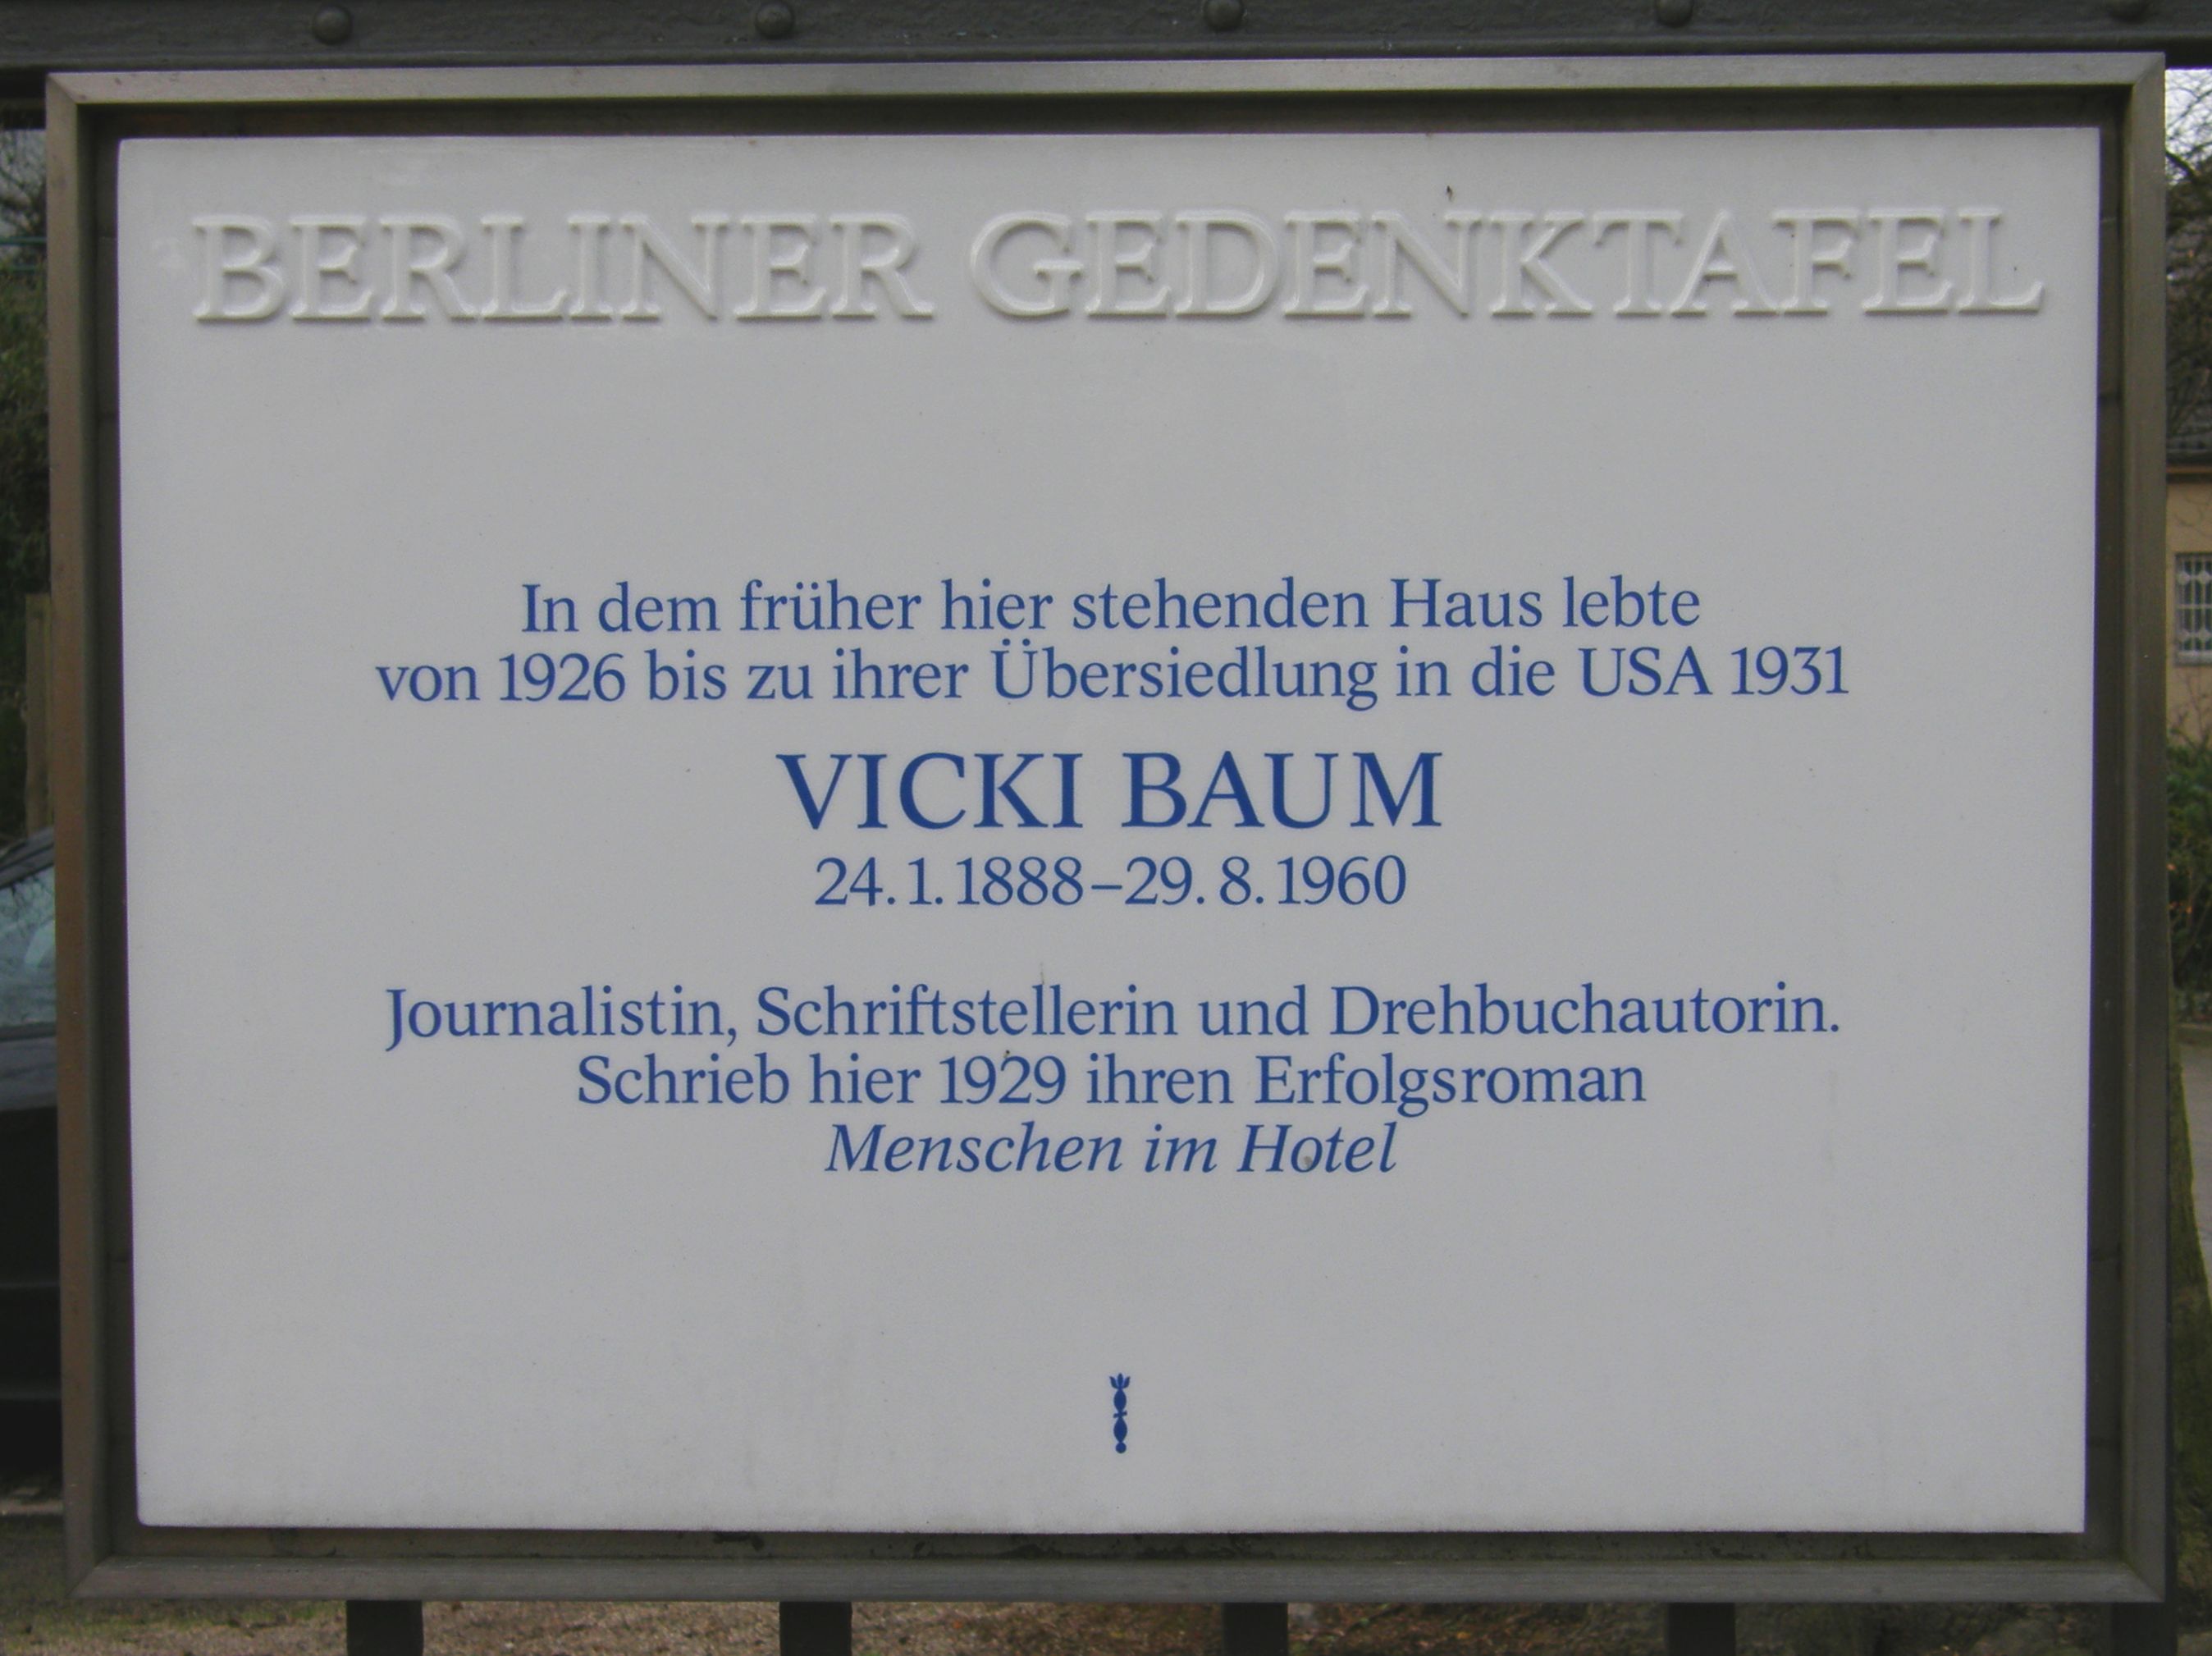 BERLINER GEDENKTAFEL
In dem früher hier stehenden Haus lebte
von 1926 bis zu ihrer Übersiedlung in die USA 1931
VICKI BAUM
24.1.1888–29.8.1960
Journalistin, Schriftstellerin und Drehbuchautorin.
Schrieb hier 1929 ihren Erfolgsroman
Menschen im Hotel